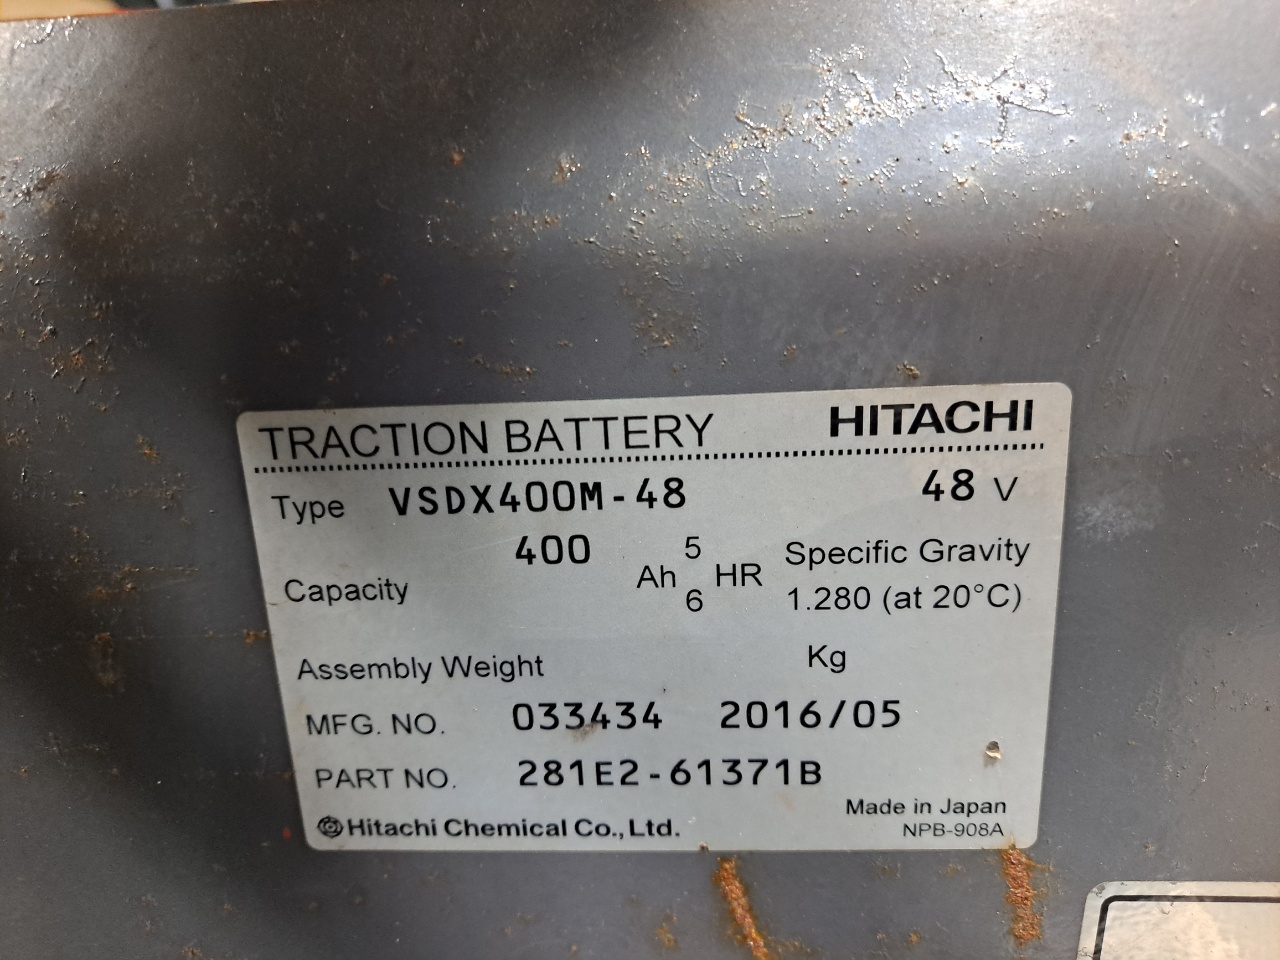 TRACTION BATTERY HITACHI
Type VSDX400M-48 48 V
Capacity 400 Ah 5 HR Specific Gravity
6 1.280 (at 20°C)
Assembly Weight Kg
MFG. NO. 033434 2016/05
PART NO. 281E2-61371B
Made in Japan
Hitachi Chemical Co., Ltd. NPB-908A